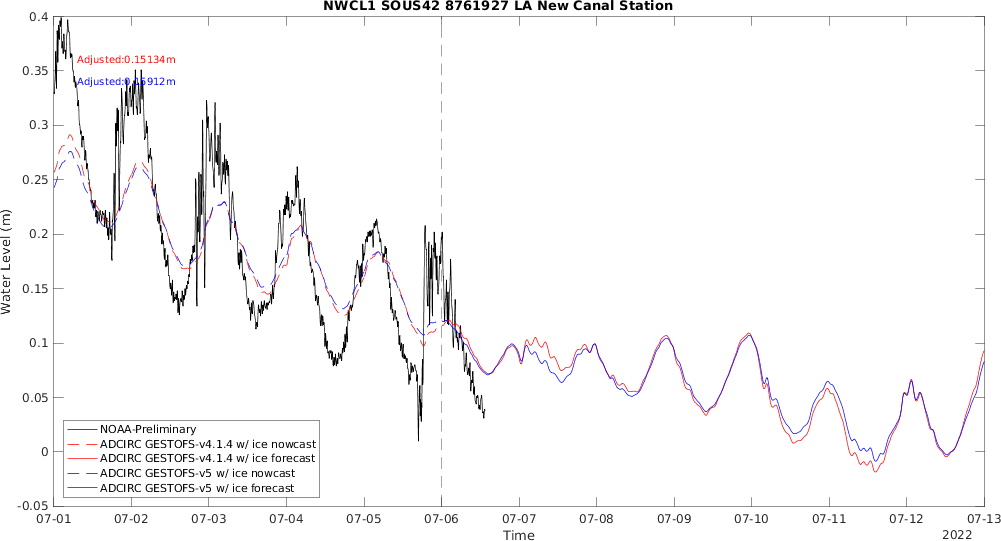 NWCL1 SOUS42 8761927 LA New Canal Station
0.4
0.35
0.3
0.25
0.2
0.15
0.1
0.05
0
-0.05
Water Level (m)
Adjusted:0.15134m
Adjusted:0.15912m
NOAA-Preliminary
ADCIRC GESTOFS-v4.1.4 w/ ice nowcast
ADCIRC GESTOFS-v4.1.4 w/ ice forecast
ADCIRC GESTOFS-v5 w/ ice nowcast
ADCIRC GESTOFS-v5 w/ ice forecast
07-01 07-02 07-03 07-04 07-05 07-06 07-07 07-08 07-09 07-10 07-11 07-12 07-13
Time
2022